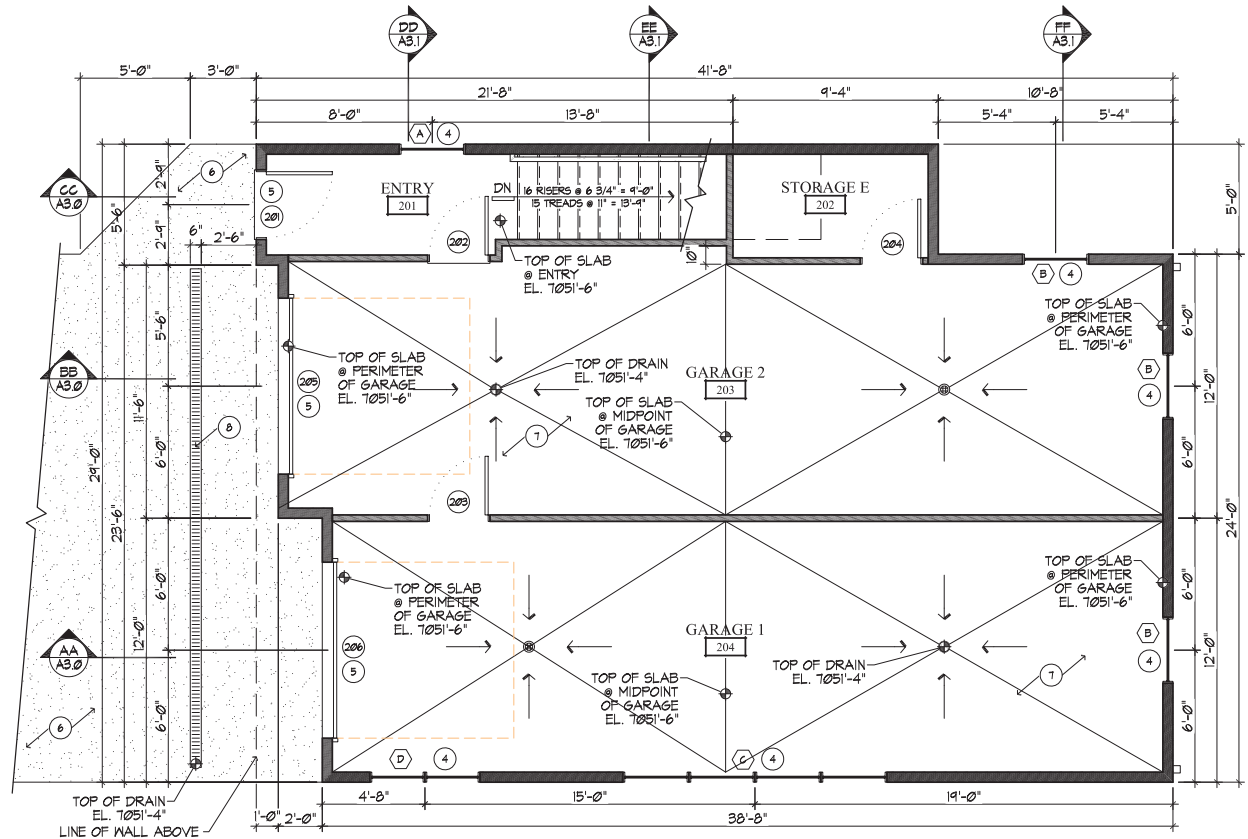 DD
A3.1
EE
A3.1
FF
A3.1
5'-0"
3'-0"
41'-8"
21'-8"
9'-4"
10'-8"
8'-0"
13'-8"
5'-4"
5'-4"
A
4
6
2'-9"
CC
A3.0
5'-6"
2'-9"
6"
2'-6"
5
201
ENTRY
201
DN
16 RISERS @ 6 3/4" = 9'-0"
15 TREADS @ 11" = 13'-9"
STORAGE E
202
202
204
5'-0"
TOP OF SLAB
@ ENTRY
EL. 7051'-6"
10"
B
4
TOP OF SLAB
@ PERIMETER
OF GARAGE
EL. 7051'-6"
6'-0"
5'-6"
BB
A3.0
TOP OF SLAB
@ PERIMETER
OF GARAGE
EL. 7051'-6"
205
5
TOP OF DRAIN
EL. 7051'-4"
GARAGE 2
203
TOP OF SLAB
@ MIDPOINT
OF GARAGE
EL. 7051'-6"
7
B
4
12'-0"
6'-0"
8
11'-6"
6'-0"
29'-0"
23'-6"
203
24'-0"
6'-0"
12'-0"
TOP OF SLAB
@ PERIMETER
OF GARAGE
EL. 7051'-6"
TOP OF SLAB
@ PERIMETER
OF GARAGE
EL. 7051'-6"
6'-0"
AA
A3.0
206
5
GARAGE 1
204
TOP OF DRAIN
EL. 7051'-4"
B
4
12'-0"
7
TOP OF SLAB
@ MIDPOINT
OF GARAGE
EL. 7051'-6"
6'-0"
6'-0"
6
D
4
C
4
TOP OF DRAIN
EL. 7051'-4"
LINE OF WALL ABOVE
1'-0"
2'-0"
4'-8"
15'-0"
19'-0"
38'-8"